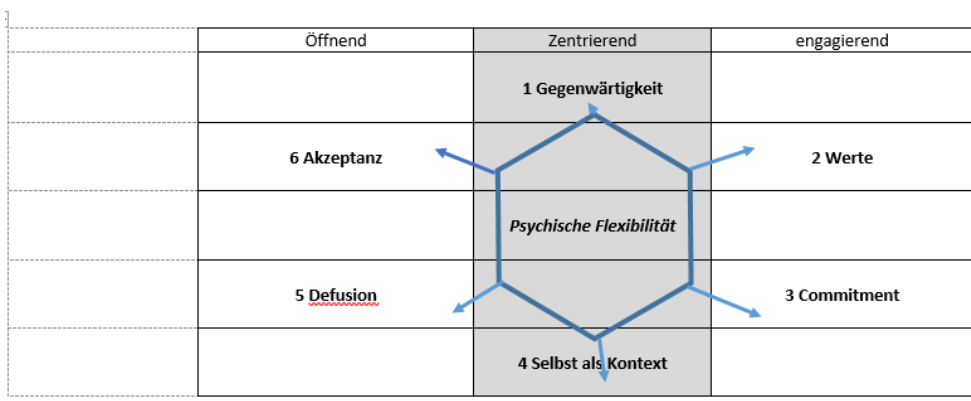 Öffnend Zentrierend engagierend
1 Gegenwärtigkeit
6 Akzeptanz 2 Werte
Psychische Flexibilität
5 Defusion 3 Commitment
4 Selbst als Kontext